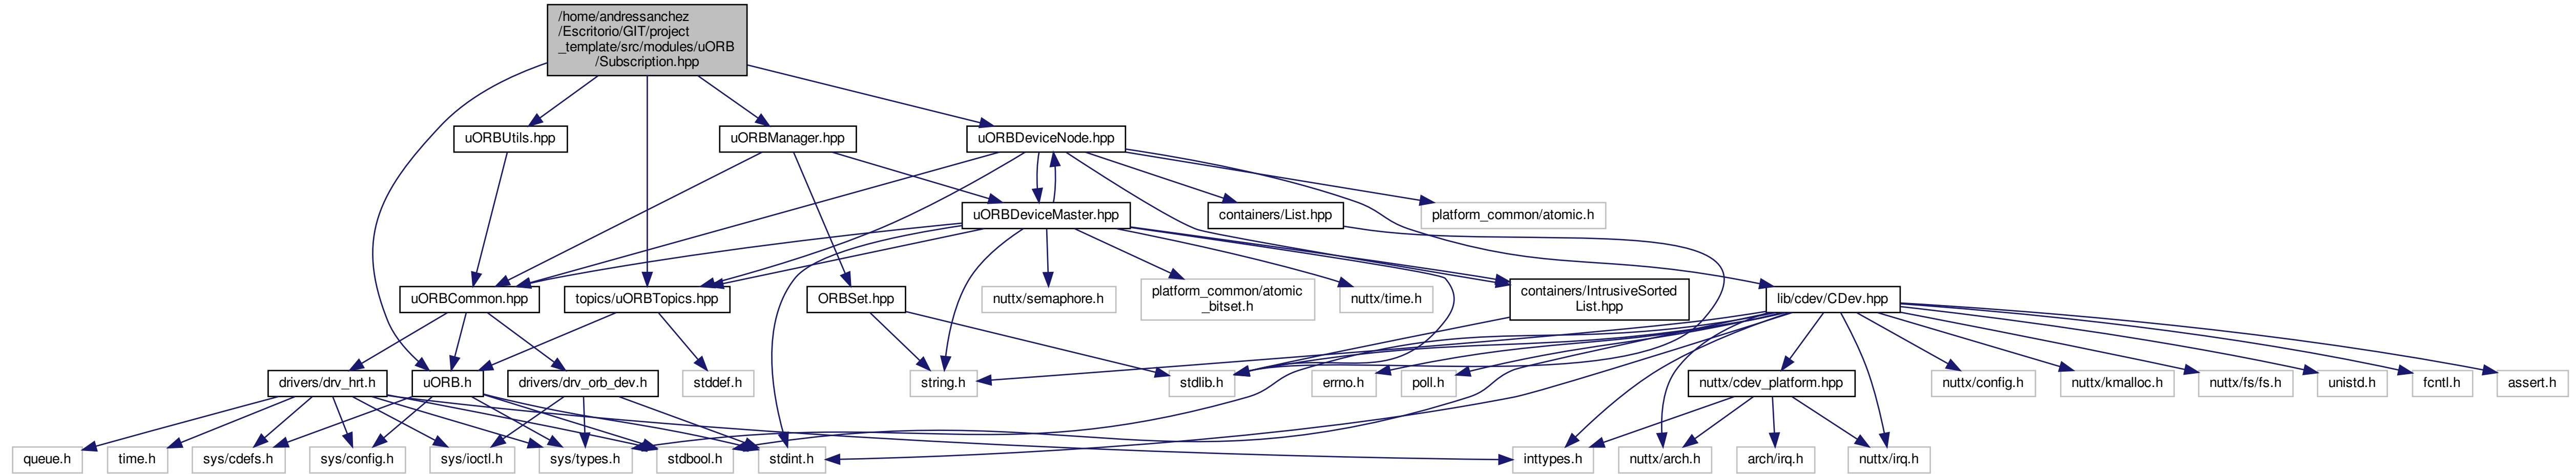 /home/andressanchez
/Escritorio/GIT/project
_template/src/modules/uORB
/Subscription.hpp
uORBUtils.hpp
uORBManager.hpp
uORBDeviceNode.hpp
uORBDeviceMaster.hpp
containers/List.hpp
platform_common/atomic.h
uORBCommon.hpp
topics/uORBTopics.hpp
ORBSet.hpp
nuttx/semaphore.h
platform_common/atomic
_bitset.h
nuttx/time.h
containers/IntrusiveSorted
List.hpp
lib/cdev/CDev.hpp
drivers/drv_hrt.h
uORB.h
drivers/drv_orb_dev.h
stddef.h
string.h
stdlib.h
errno.h
poll.h
nuttx/cdev_platform.hpp
nuttx/config.h
nuttx/kmalloc.h
nuttx/fs/fs.h
unistd.h
fcntl.h
assert.h
queue.h
time.h
sys/cdefs.h
sys/config.h
sys/ioctl.h
sys/types.h
stdbool.h
stdint.h
inttypes.h
nuttx/arch.h
arch/irq.h
nuttx/irq.h